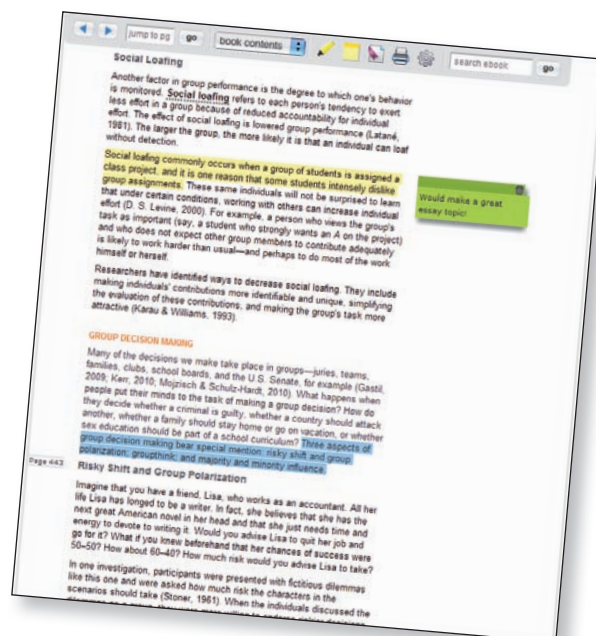 jump to pg go book contents search ebook go
Social Loafing
Another factor in group performance is the degree to which one's behavior
is monitored. Social loafing refers to each person's tendency to exert
less effort in a group because of reduced accountability for individual
effort. The effect of social loafing is lowered group performance (Latané,
1981). The larger the group, the more likely it is that an individual can loaf
without detection.
Social loafing commonly occurs when a group of students is assigned a
class project, and it is one reason that some students intensely dislike
group assignments. These same individuals will not be surprised to learn
that under certain conditions, working with others can increase individual
effort (D. S. Levine, 2000). For example, a person who views the group's
task as important (say, a student who strongly wants an A on the project)
and who does not expect other group members to contribute adequately
is likely to work harder than usual—and perhaps to do most of the work
himself or herself.
Would make a great
essay topic!
Researchers have identified ways to decrease social loafing. They include
making individuals' contributions more identifiable and unique, simplifying
the evaluation of these contributions, and making the group's task more
attractive (Karau & Williams, 1993).
GROUP DECISION MAKING
Many of the decisions we make take place in groups—juries, teams,
families, clubs, school boards, and the U.S. Senate, for example (Gastil,
2009; Kerr, 2010; Mojzisch & Schulz-Hardt, 2010). What happens when
people put their minds to the task of making a group decision? How do
they decide whether a criminal is guilty, whether a country should attack
another, whether a family should stay home or go on vacation, or whether
sex education should be part of a school curriculum? Three aspects of
group decision making bear special mention: risky shift and group
polarization; groupthink; and majority and minority influence.
Page 443
Risky Shift and Group Polarization
Imagine that you have a friend, Lisa, who works as an accountant. All her
life Lisa has longed to be a writer. In fact, she believes that she has the
next great American novel in her head and that she just needs time and
energy to devote to writing it. Would you advise Lisa to quit her job and
go for it? What if you knew beforehand that her chances of success were
50–50? How about 60–40? How much risk would you advise Lisa to take?
In one investigation, participants were presented with fictitious dilemmas
like this one and were asked how much risk the characters in the
scenarios should take (Stoner, 1961). When the individuals discussed the